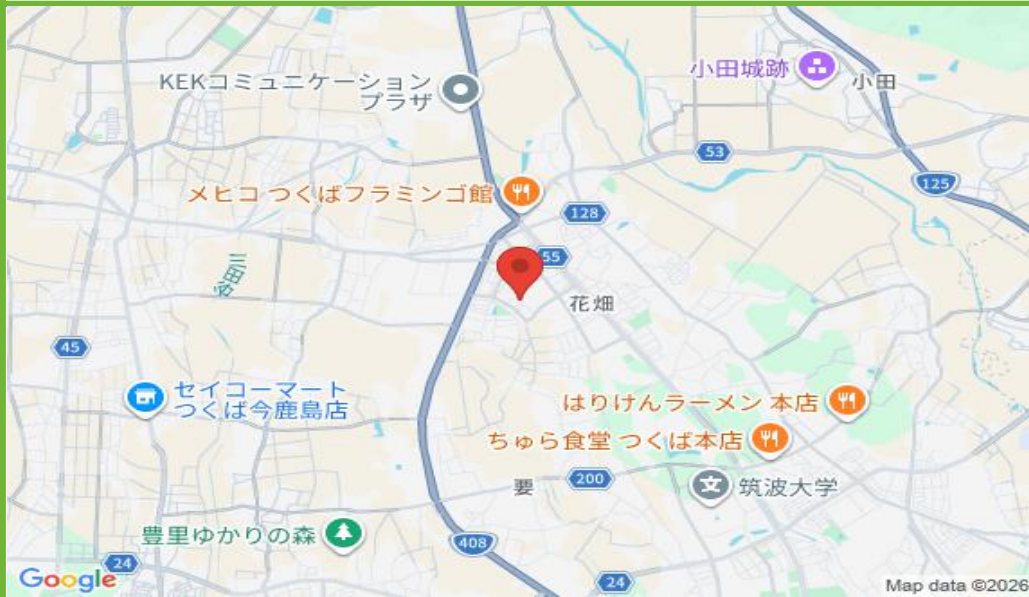 KEKコミュニケーション
プラザ
小田城跡
小田
53
125
メヒコ つくばフラミンゴ館
128
55
花畑
45
セイコーマート
つくば今鹿島店
はりけんラーメン 本店
ちゅら食堂 つくば本店
要
200
筑波大学
豊里ゆかりの森
408
24
24
Google
Map data ©2026